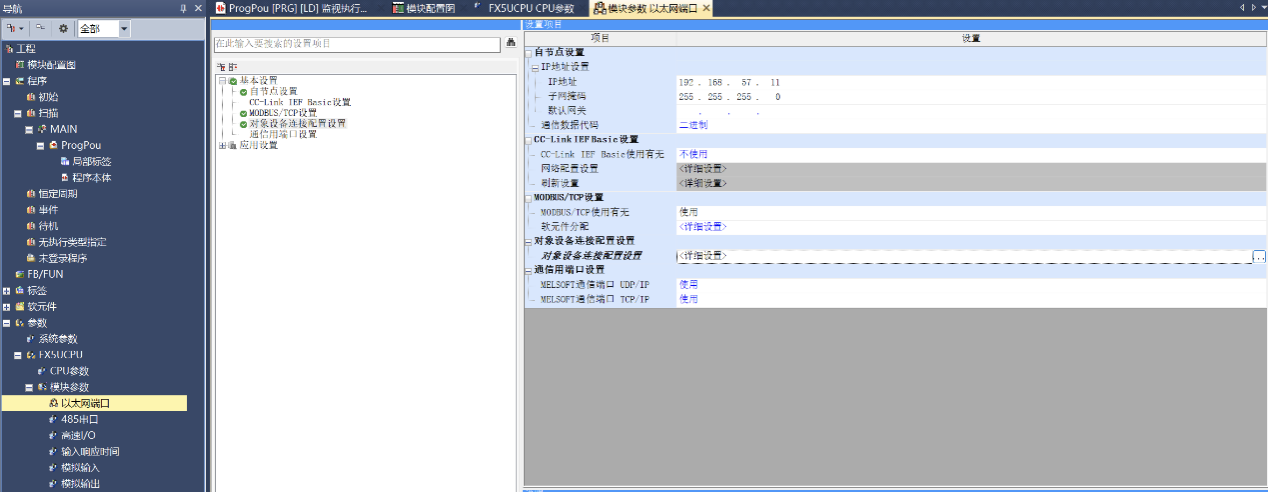 导航
全部
工程
模块配置图
程序
初始
扫描
MAIN
ProgPou
局部标签
程序本体
恒定周期
事件
待机
无执行类型指定
未登录程序
FB/FUN
标签
软元件
参数
系统参数
FX5UCPU
CPU参数
模块参数
以太网端口
485串口
高速I/O
输入响应时间
模拟输入
模拟输出
ProgPou [PRG] [LD] 监视执行... 模块配置图 FX5UCPU CPU参数 模块参数 以太网端口
在此输入要搜索的设置项目
基本设置
自节点设置
CC-Link IEF Basic设置
MODBUS/TCP设置
对象设备连接配置设置
通信用端口设置
应用设置
设置项目
项目 设置
自节点设置
IP地址设置
IP地址 192 . 168 . 57 . 11
子网掩码 255 . 255 . 255 . 0
默认网关 . . .
通信数据代码 二进制
CC-Link IEF Basic设置
CC-Link IEF Basic使用有无 不使用
网络配置设置 <详细设置>
刷新设置 <详细设置>
MODBUS/TCP设置
MODBUS/TCP使用有无 使用
软元件分配 <详细设置>
对象设备连接配置设置
对象设备连接配置设置 <详细设置> ...
通信用端口设置
MELSOFT通信端口 UDP/IP 使用
MELSOFT通信端口 TCP/IP 使用